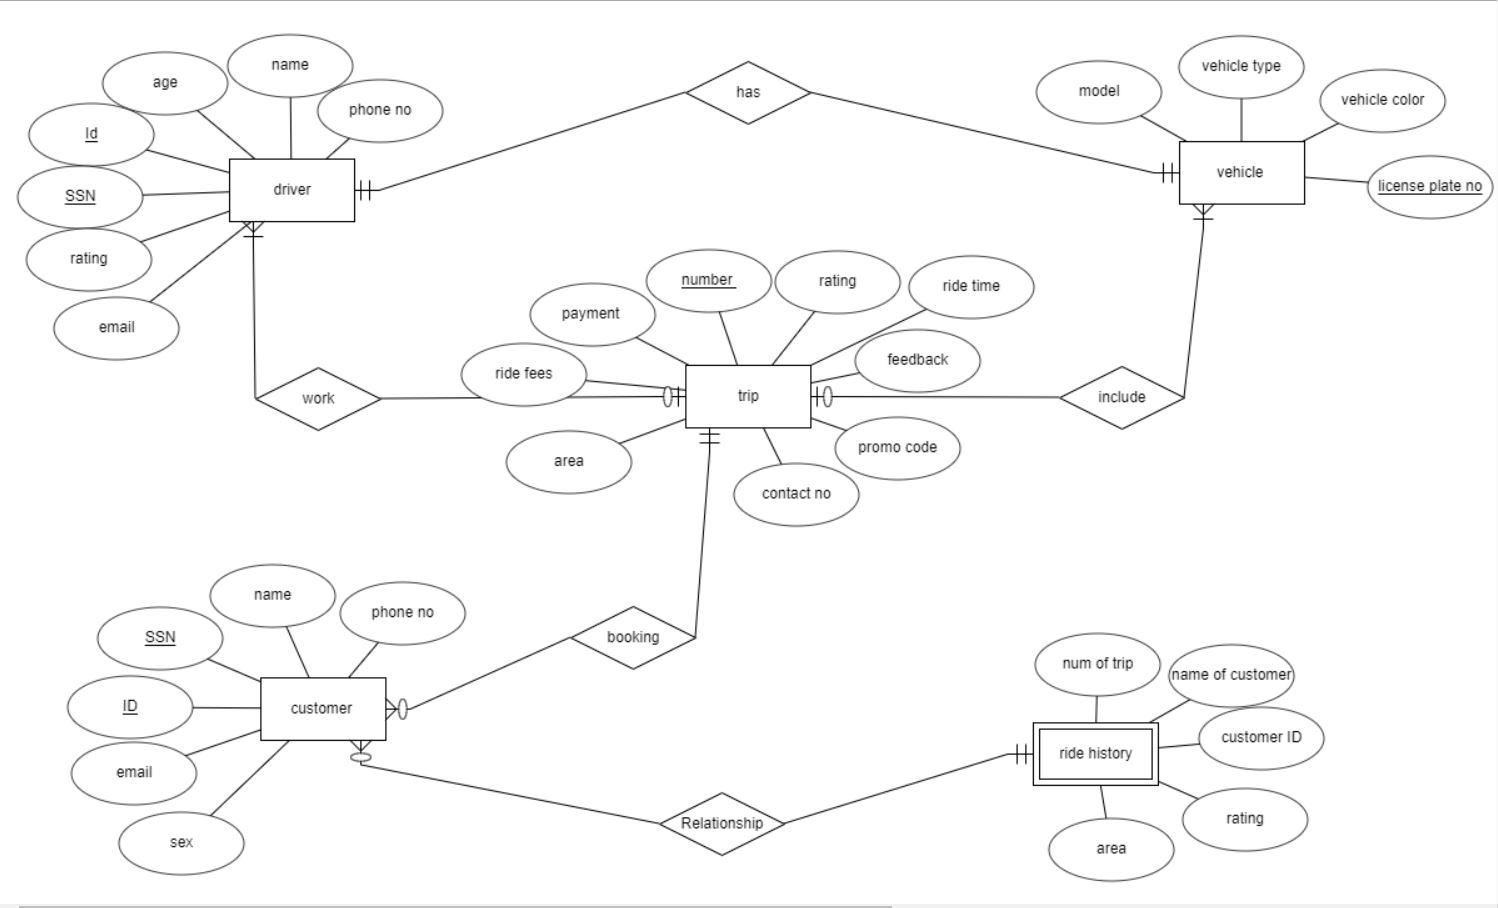 name
age
phone no
Id
driver
SSN
rating
email
has
vehicle type
model
vehicle color
vehicle
license plate no
number
rating
ride time
payment
feedback
ride fees
trip
work
include
area
promo code
contact no
name
phone no
SSN
customer
ID
email
sex
booking
Relationship
num of trip
name of customer
customer ID
ride history
rating
area